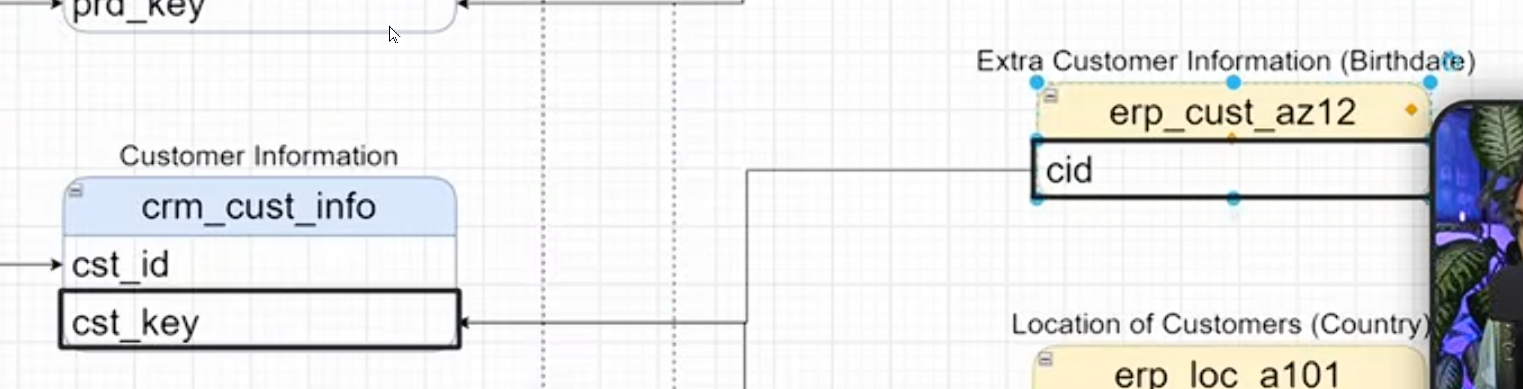 prd_key
Extra Customer Information (Birthdate)
erp_cust_az12
cid
Customer Information
crm_cust_info
cst_id
cst_key
Location of Customers (Country)
erp_loc_a101